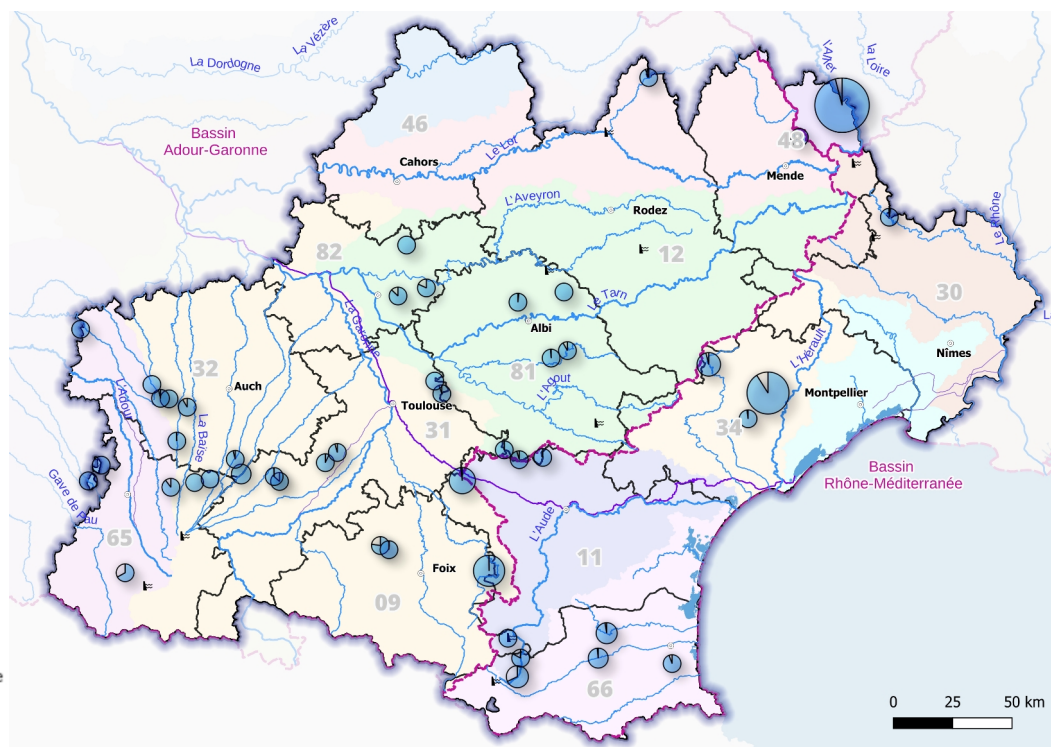 La Vézère
La Dordogne
L'Allier
la Loire
Bassin
Adour-Garonne
46
48
Le Lot
Cahors
Mende
L'Aveyron
Rodez
Le Rhône
82
12
30
La Garonne
Le Tarn
Albi
Nîmes
32
Auch
81
L'Hérault
L'Adour
L'Adout
Montpellier
Toulouse
La Baïse
31
34
Bassin
Rhône-Méditerranée
Gave de Pau
65
L'Aude
11
Foix
09
66
0 25 50 km